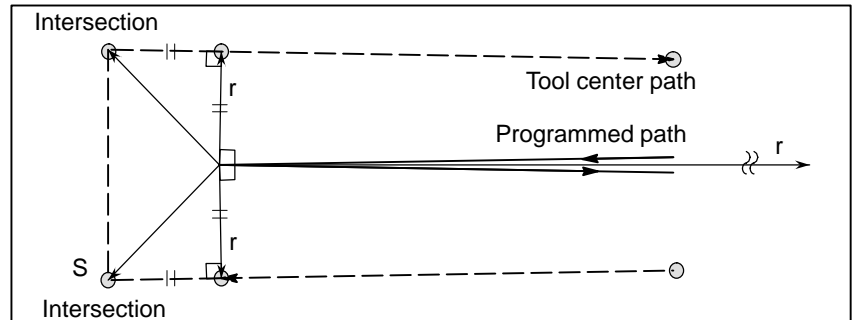 Intersection
r
Tool center path
Programmed path
r
r
S
Intersection